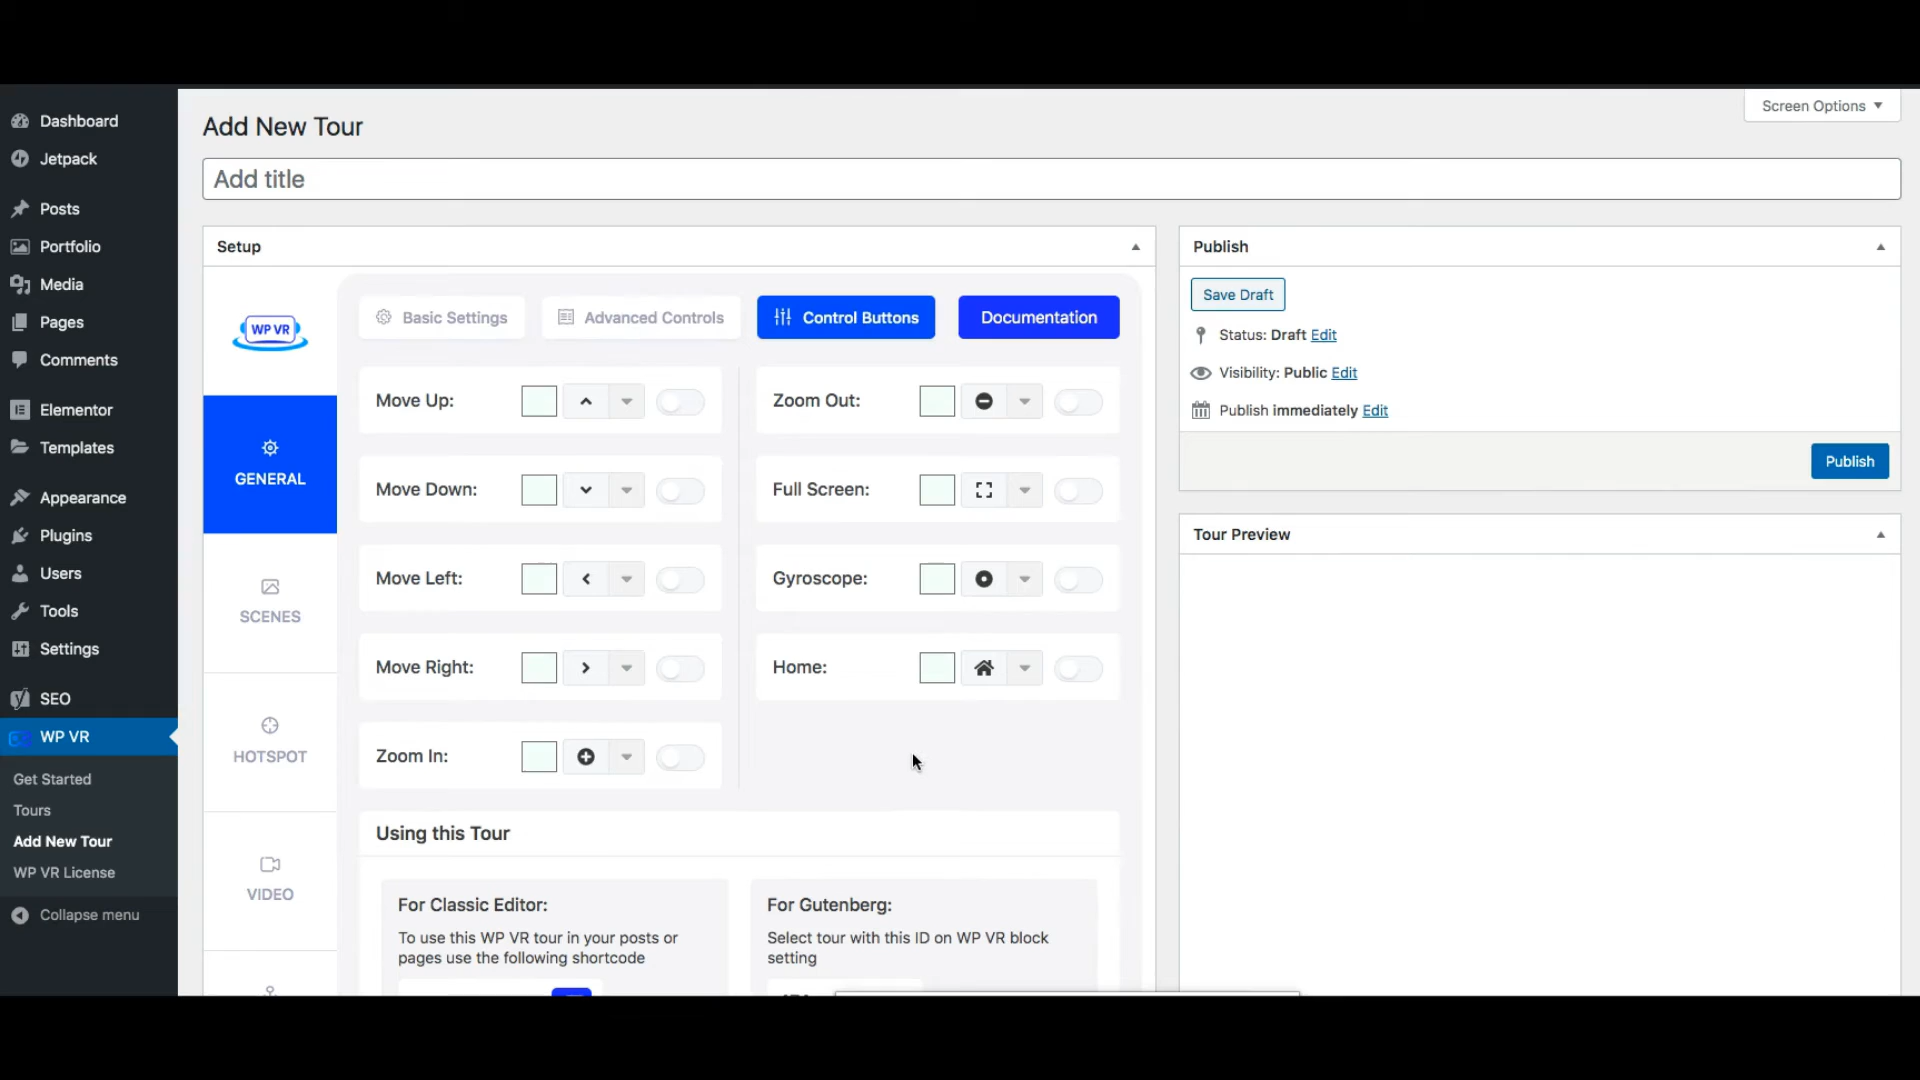 Screen Options
Dashboard
Jetpack
Posts
Portfolio
Media
Pages
Comments
Elementor
Templates
Appearance
Plugins
Users
Tools
Settings
SEO
WP VR
Get Started
Tours
Add New Tour
WP VR License
Collapse menu
Add New Tour
Add title
Setup
WP VR
GENERAL
SCENES
HOTSPOT
VIDEO
Basic Settings
Advanced Controls
Control Buttons
Documentation
Move Up:
Move Down:
Move Left:
Move Right:
Zoom In:
Zoom Out:
Full Screen:
Gyroscope:
Home:
Using this Tour
For Classic Editor:
To use this WP VR tour in your posts or
pages use the following shortcode
For Gutenberg:
Select tour with this ID on WP VR block
setting
Publish
Save Draft
Status: Draft Edit
Visibility: Public Edit
Publish immediately Edit
Publish
Tour Preview